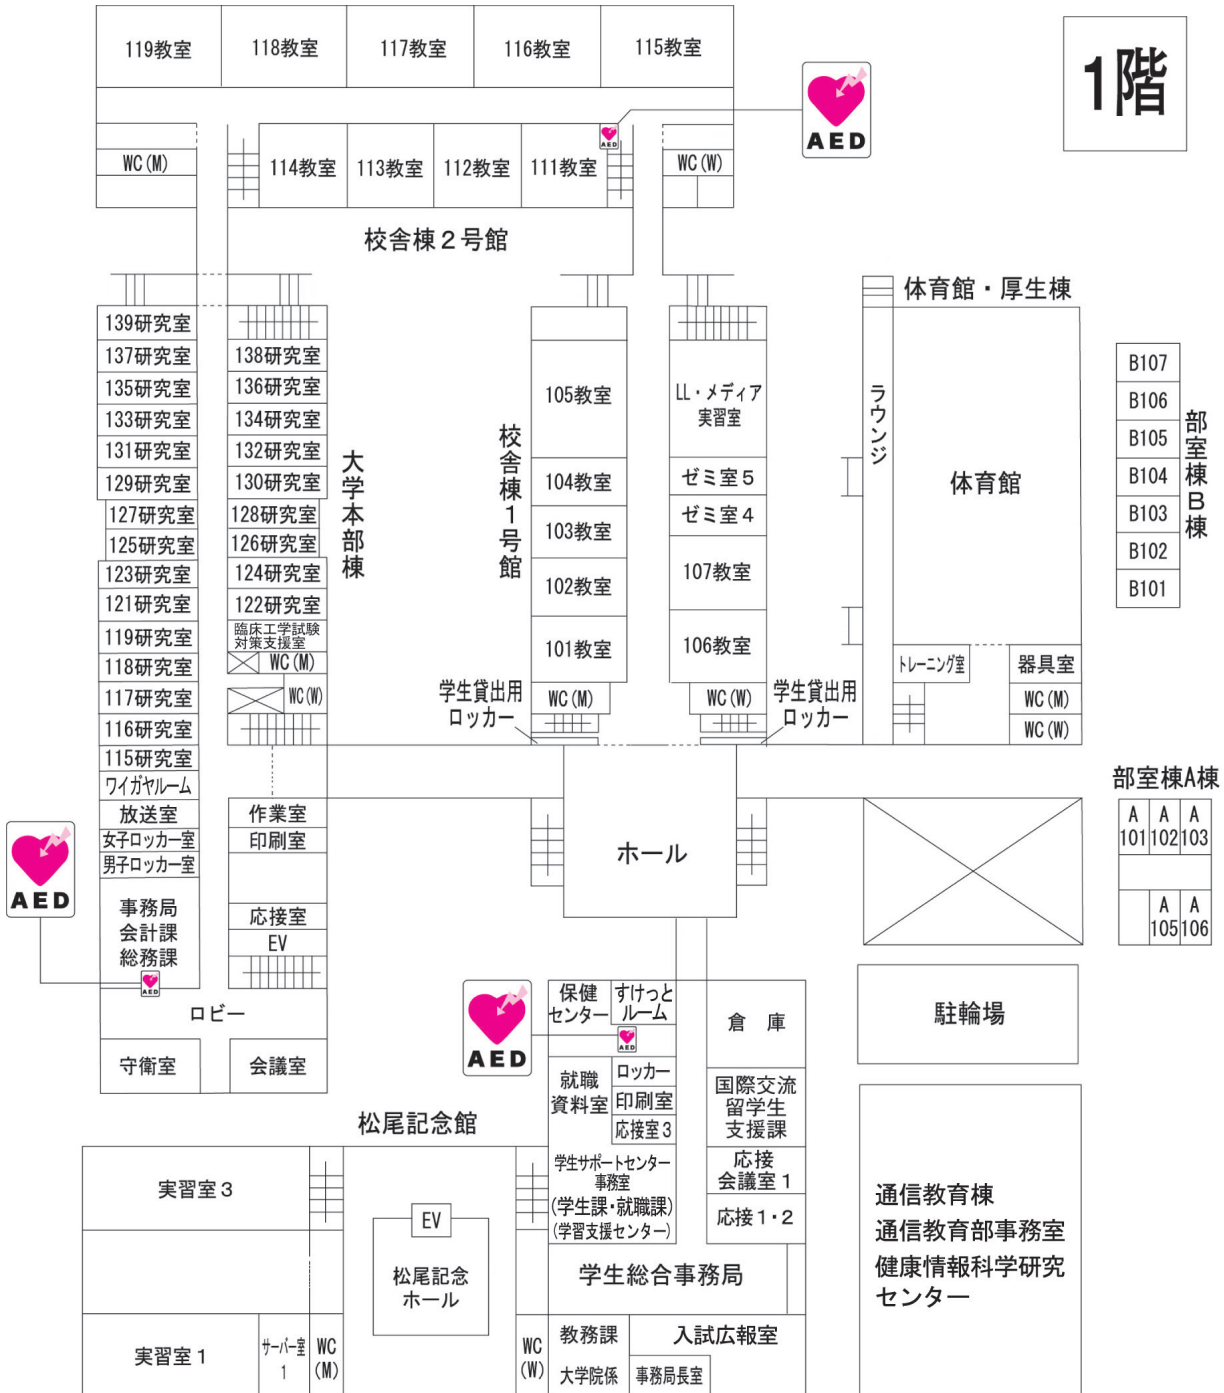 1階
119教室
118教室
117教室
116教室
115教室
AED
WC(M)
114教室
113教室
112教室
111教室
AED
WC(W)
校舎棟2号館
139研究室
137研究室
135研究室
133研究室
131研究室
129研究室
127研究室
125研究室
123研究室
121研究室
119研究室
118研究室
117研究室
116研究室
115研究室
ワイガヤルーム
放送室
女子ロッカー室
男子ロッカー室
事務局
会計課
総務課
AED
AED
138研究室
136研究室
134研究室
132研究室
130研究室
128研究室
126研究室
124研究室
122研究室
臨床工学試験
対策支援室
WC(M)
WC(W)
大学本部棟
作業室
印刷室
応接室
EV
ロビー
守衛室
会議室
校舎棟1号館
105教室
104教室
103教室
102教室
101教室
WC(M)
学生貸出用
ロッカー
LL・メディア
実習室
ゼミ室5
ゼミ室4
107教室
106教室
WC(W)
学生貸出用
ロッカー
体育館・厚生棟
ラウンジ
体育館
トレーニング室
器具室
WC(M)
WC(W)
B107
B106
B105
B104
B103
B102
B101
部室棟B棟
部室棟A棟
A
101
A
102
A
103
A
105
A
106
ホール
保健
センター
すけっと
ルーム
AED
AED
倉庫
駐輪場
就職
資料室
ロッカー
印刷室
応接室3
国際交流
留学生
支援課
学生サポートセンター
事務室
(学生課・就職課)
(学習支援センター)
応接
会議室1
応接1・2
学生総合事務局
松尾記念館
実習室3
EV
松尾記念
ホール
実習室1
サーバー室
1
WC
(M)
WC
(W)
教務課
大学院係
入試広報室
事務局長室
通信教育棟
通信教育部事務室
健康情報科学研究
センター